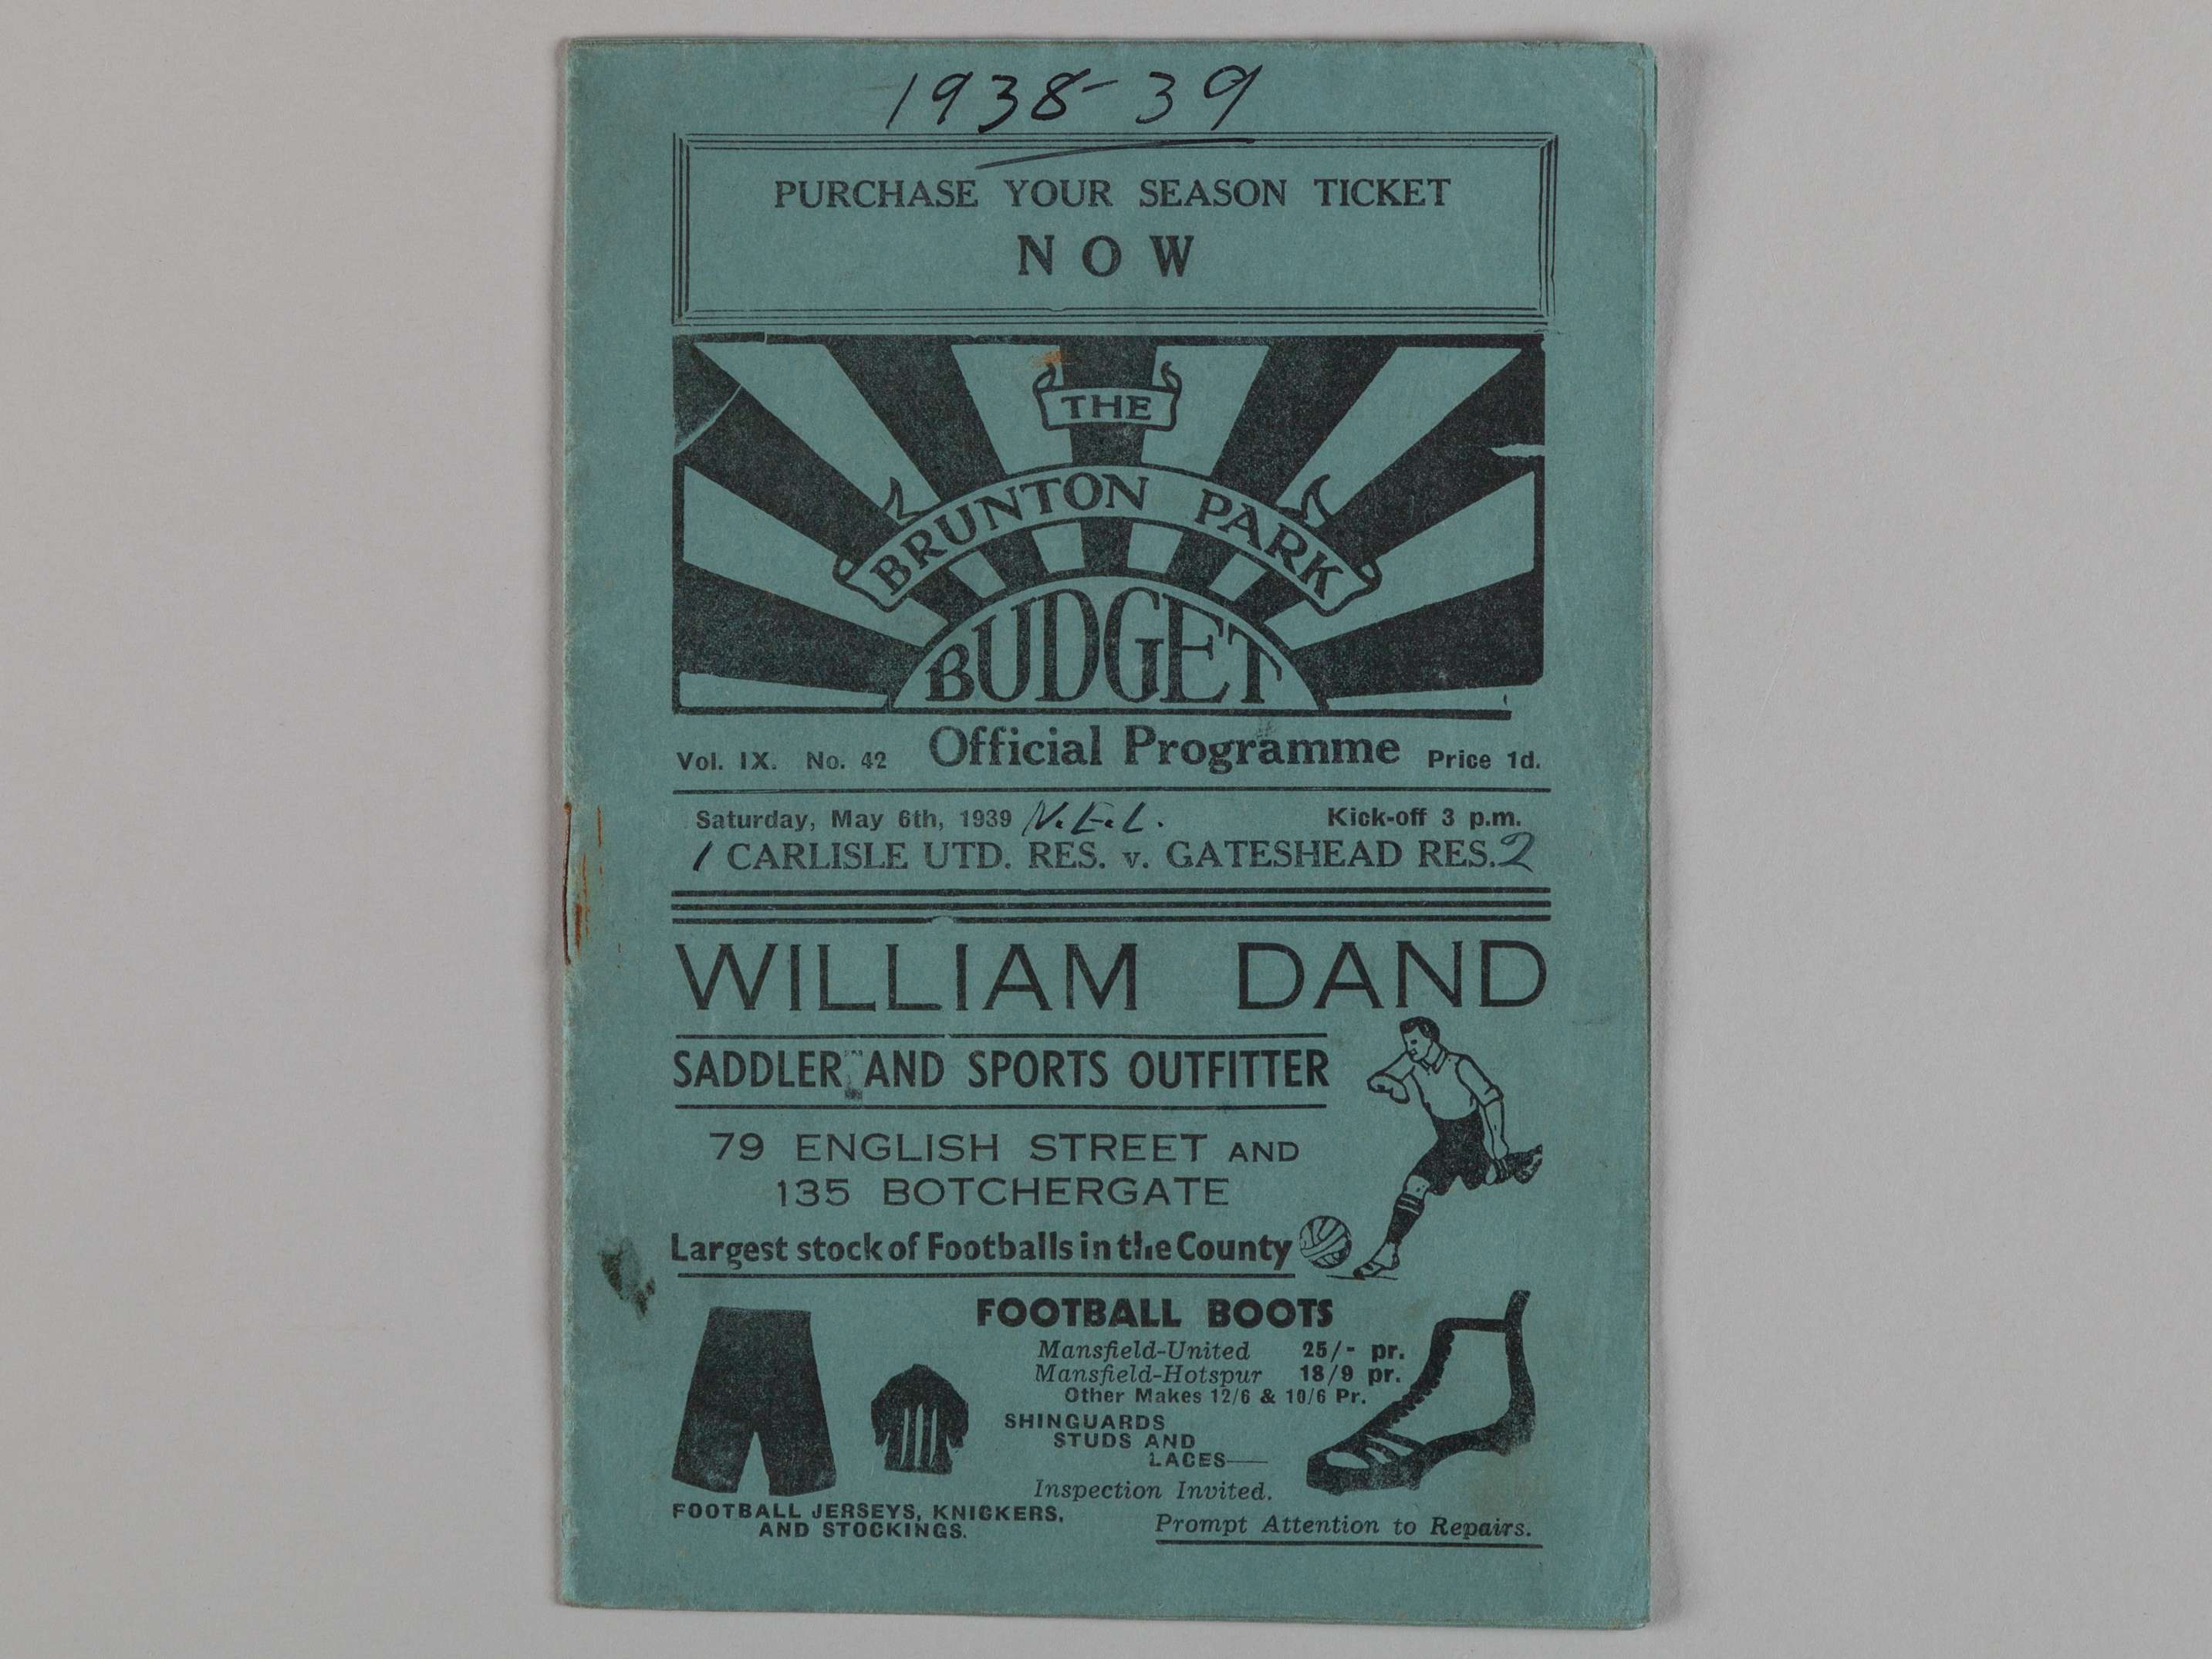 1938-39
PURCHASE YOUR SEASON TICKET
NOW
THE
BRUNTON PARK
BUDGET
Vol. IX. No. 42 Official Programme Price 1d.
Saturday, May 6th, 1939 N.E.L. Kick-off 3 p.m.
1 CARLISLE UTD. RES. v. GATESHEAD RES. 2
WILLIAM DAND
SADDLER AND SPORTS OUTFITTER
79 ENGLISH STREET AND
135 BOTCHERGATE
Largest stock of Footballs in the County
FOOTBALL BOOTS
Mansfield-United 25/- pr.
Mansfield-Hotspur 18/9 pr.
Other Makes 12/6 & 10/6 Pr.
SHINGUARDS
STUDS AND
LACES—
Inspection Invited.
FOOTBALL JERSEYS, KNICKERS,
AND STOCKINGS.
Prompt Attention to Repairs.